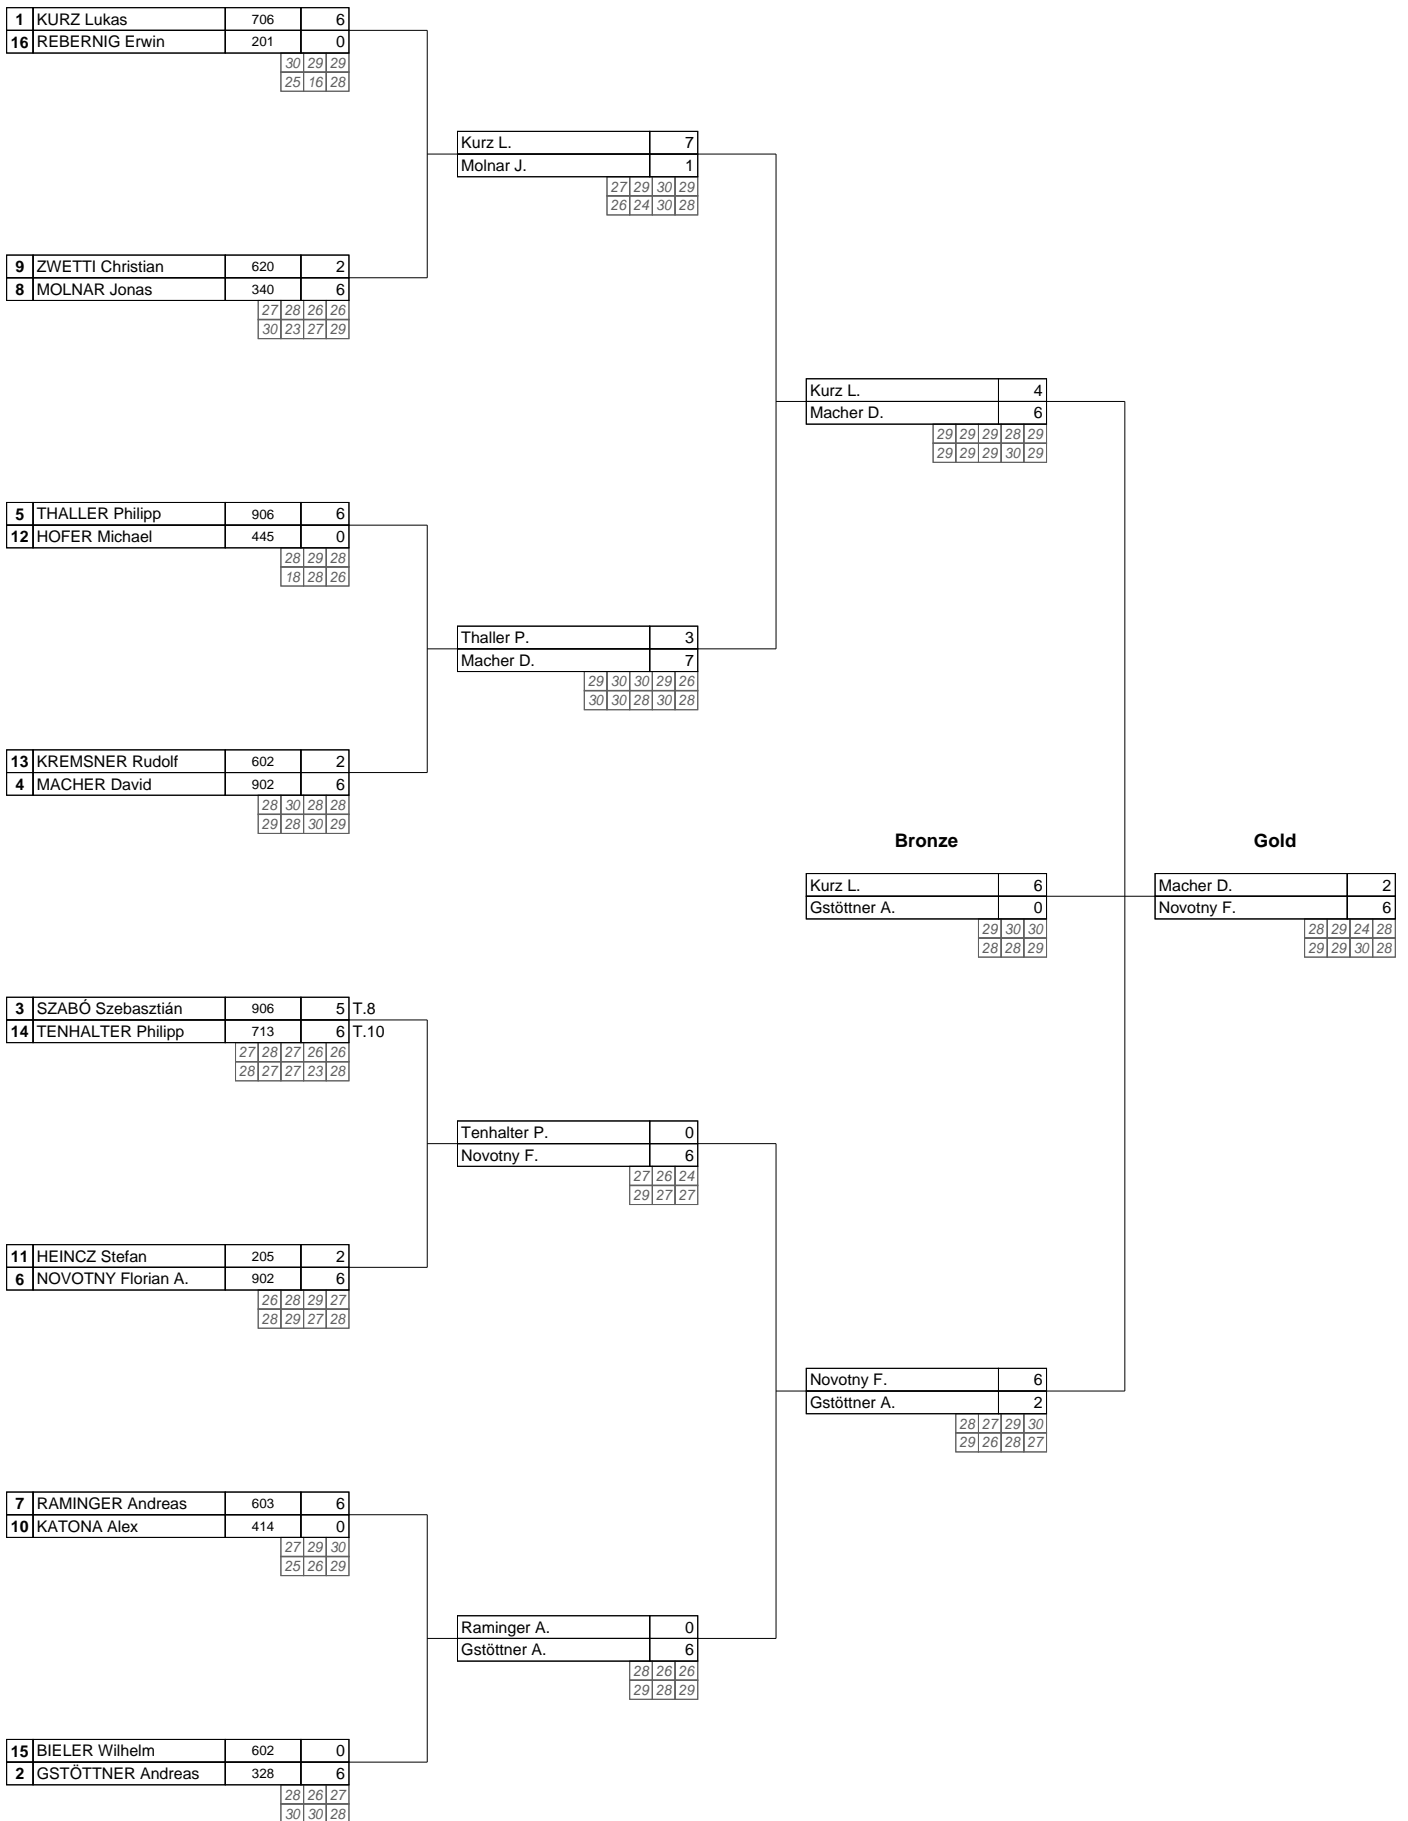 1 KURZ Lukas 706 6
16 REBERNIG Erwin 201 0
30 29 29
25 16 28
Kurz L. 7
Molnar J. 1
27 29 30 29
26 24 30 28
9 ZWETTI Christian 620 2
8 MOLNAR Jonas 340 6
27 28 26 26
30 23 27 29
Kurz L. 4
Macher D. 6
29 29 29 28 29
29 29 29 30 29
5 THALLER Philipp 906 6
12 HOFER Michael 445 0
28 29 28
18 28 26
Thaller P. 3
Macher D. 7
29 30 30 29 26
30 30 28 30 28
13 KREMSNER Rudolf 602 2
4 MACHER David 902 6
28 30 28 28
29 28 30 29
Bronze Gold
Kurz L. 6 Macher D. 2
Gstöttner A. 0 Novotny F. 6
29 30 30 28 29 24 28
28 28 29 29 29 30 28
3 SZABÓ Szebasztián 906 5 T.8
14 TENHALTER Philipp 713 6 T.10
27 28 27 26 26
28 27 27 23 28
Tenhalter P. 0
Novotny F. 6
27 26 24
29 27 27
11 HEINCZ Stefan 205 2
6 NOVOTNY Florian A. 902 6
26 28 29 27
28 29 27 28
Novotny F. 6
Gstöttner A. 2
28 27 29 30
29 26 28 27
7 RAMINGER Andreas 603 6
10 KATONA Alex 414 0
27 29 30
25 26 29
Raminger A. 0
Gstöttner A. 6
28 26 26
29 28 29
15 BIELER Wilhelm 602 0
2 GSTÖTTNER Andreas 328 6
28 26 27
30 30 28